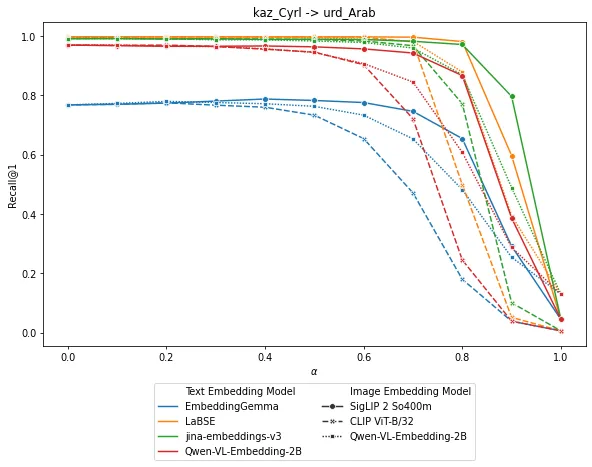 kaz_Cyrl -> urd_Arab
Recall@1
1.0
0.8
0.6
0.4
0.2
0.0
0.0 0.2 0.4 0.6 0.8 1.0
α
Text Embedding Model
EmbeddingGemma
LaBSE
jina-embeddings-v3
Qwen-VL-Embedding-2B
Image Embedding Model
SigLIP 2 So400m
CLIP ViT-B/32
Qwen-VL-Embedding-2B